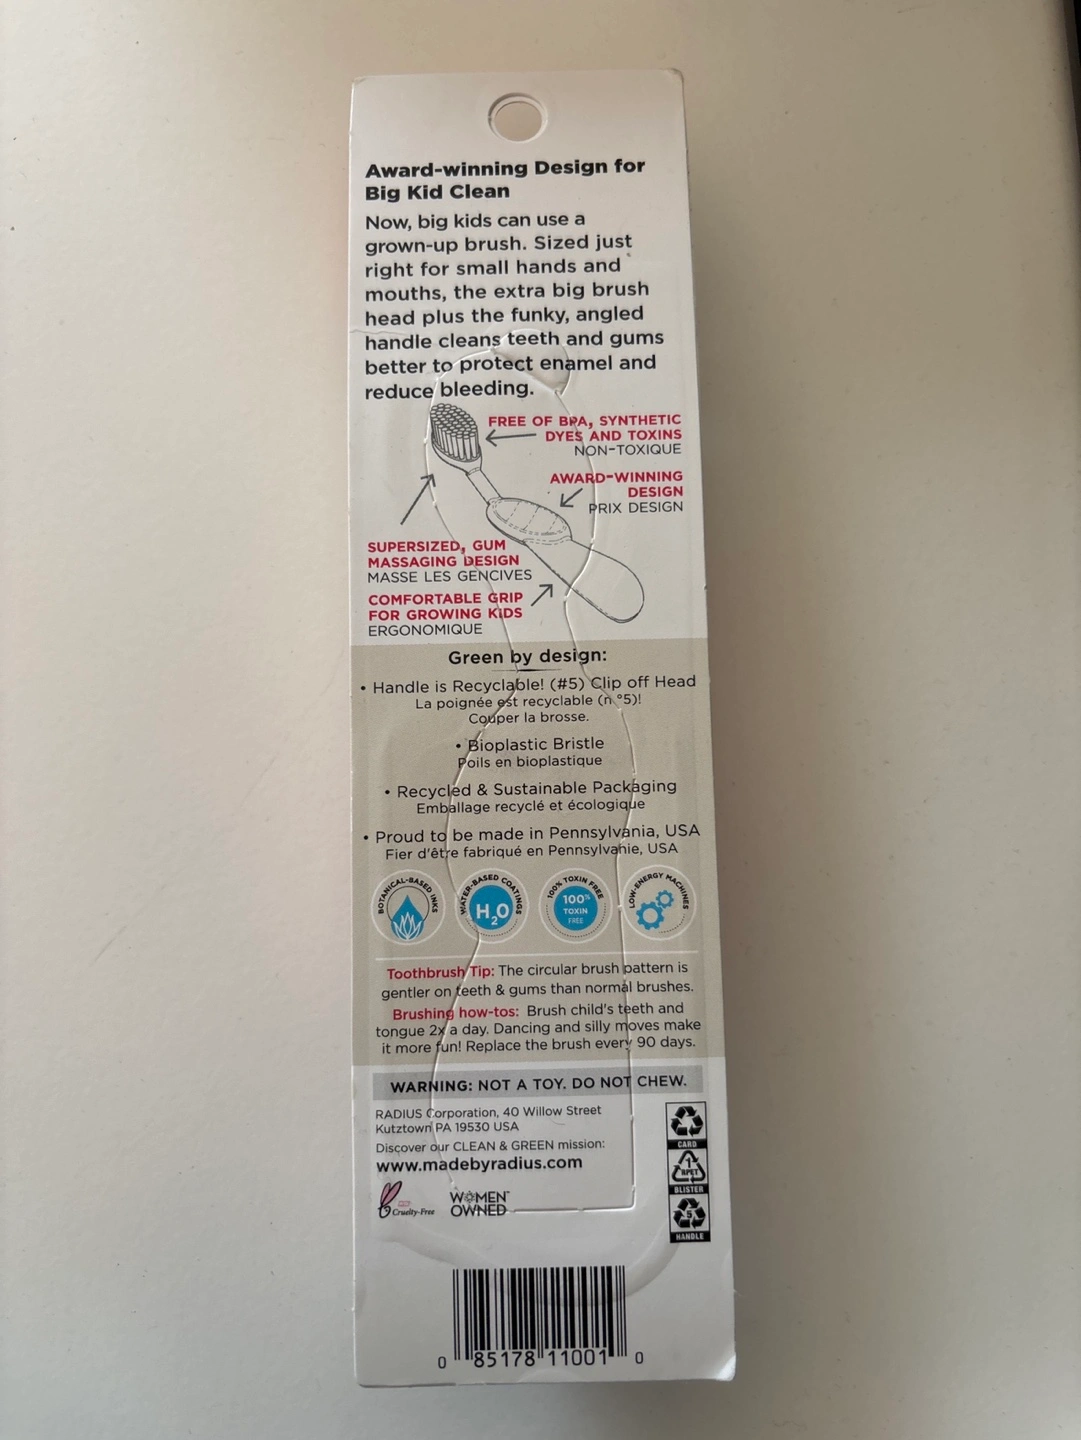 Award-winning Design for
Big Kid Clean
Now, big kids can use a
grown-up brush. Sized just
right for small hands and
mouths, the extra big brush
head plus the funky, angled
handle cleans teeth and gums
better to protect enamel and
reduce bleeding.
FREE OF BPA, SYNTHETIC
DYES AND TOXINS
NON-TOXIQUE
AWARD-WINNING
DESIGN
PRIX DESIGN
SUPERSIZED, GUM
MASSAGING DESIGN
MASSE LES GENCIVES
COMFORTABLE GRIP
FOR GROWING KIDS
ERGONOMIQUE
Green by design:
• Handle is Recyclable! (#5) Clip off Head
La poignée est recyclable (n °5)!
Couper la brosse.
• Bioplastic Bristle
Poils en bioplastique
• Recycled & Sustainable Packaging
Emballage recyclé et écologique
• Proud to be made in Pennsylvania, USA
Fier d'être fabriqué en Pennsylvanie, USA
BOTANICAL-BASED INKS
WATER-BASED COATINGS
H2O
100% TOXIN FREE
100%
TOXIN
FREE
LOW-ENERGY MACHINES
Toothbrush Tip: The circular brush pattern is
gentler on teeth & gums than normal brushes.
Brushing how-tos: Brush child's teeth and
tongue 2x a day. Dancing and silly moves make
it more fun! Replace the brush every 90 days.
WARNING: NOT A TOY. DO NOT CHEW.
RADIUS Corporation, 40 Willow Street
Kutztown PA 19530 USA
Discover our CLEAN & GREEN mission:
www.madebyradius.com
Cruelty-Free
WOMEN
OWNED
CARD
1
RPET
BLISTER
5
HANDLE
0 85178 11001 0